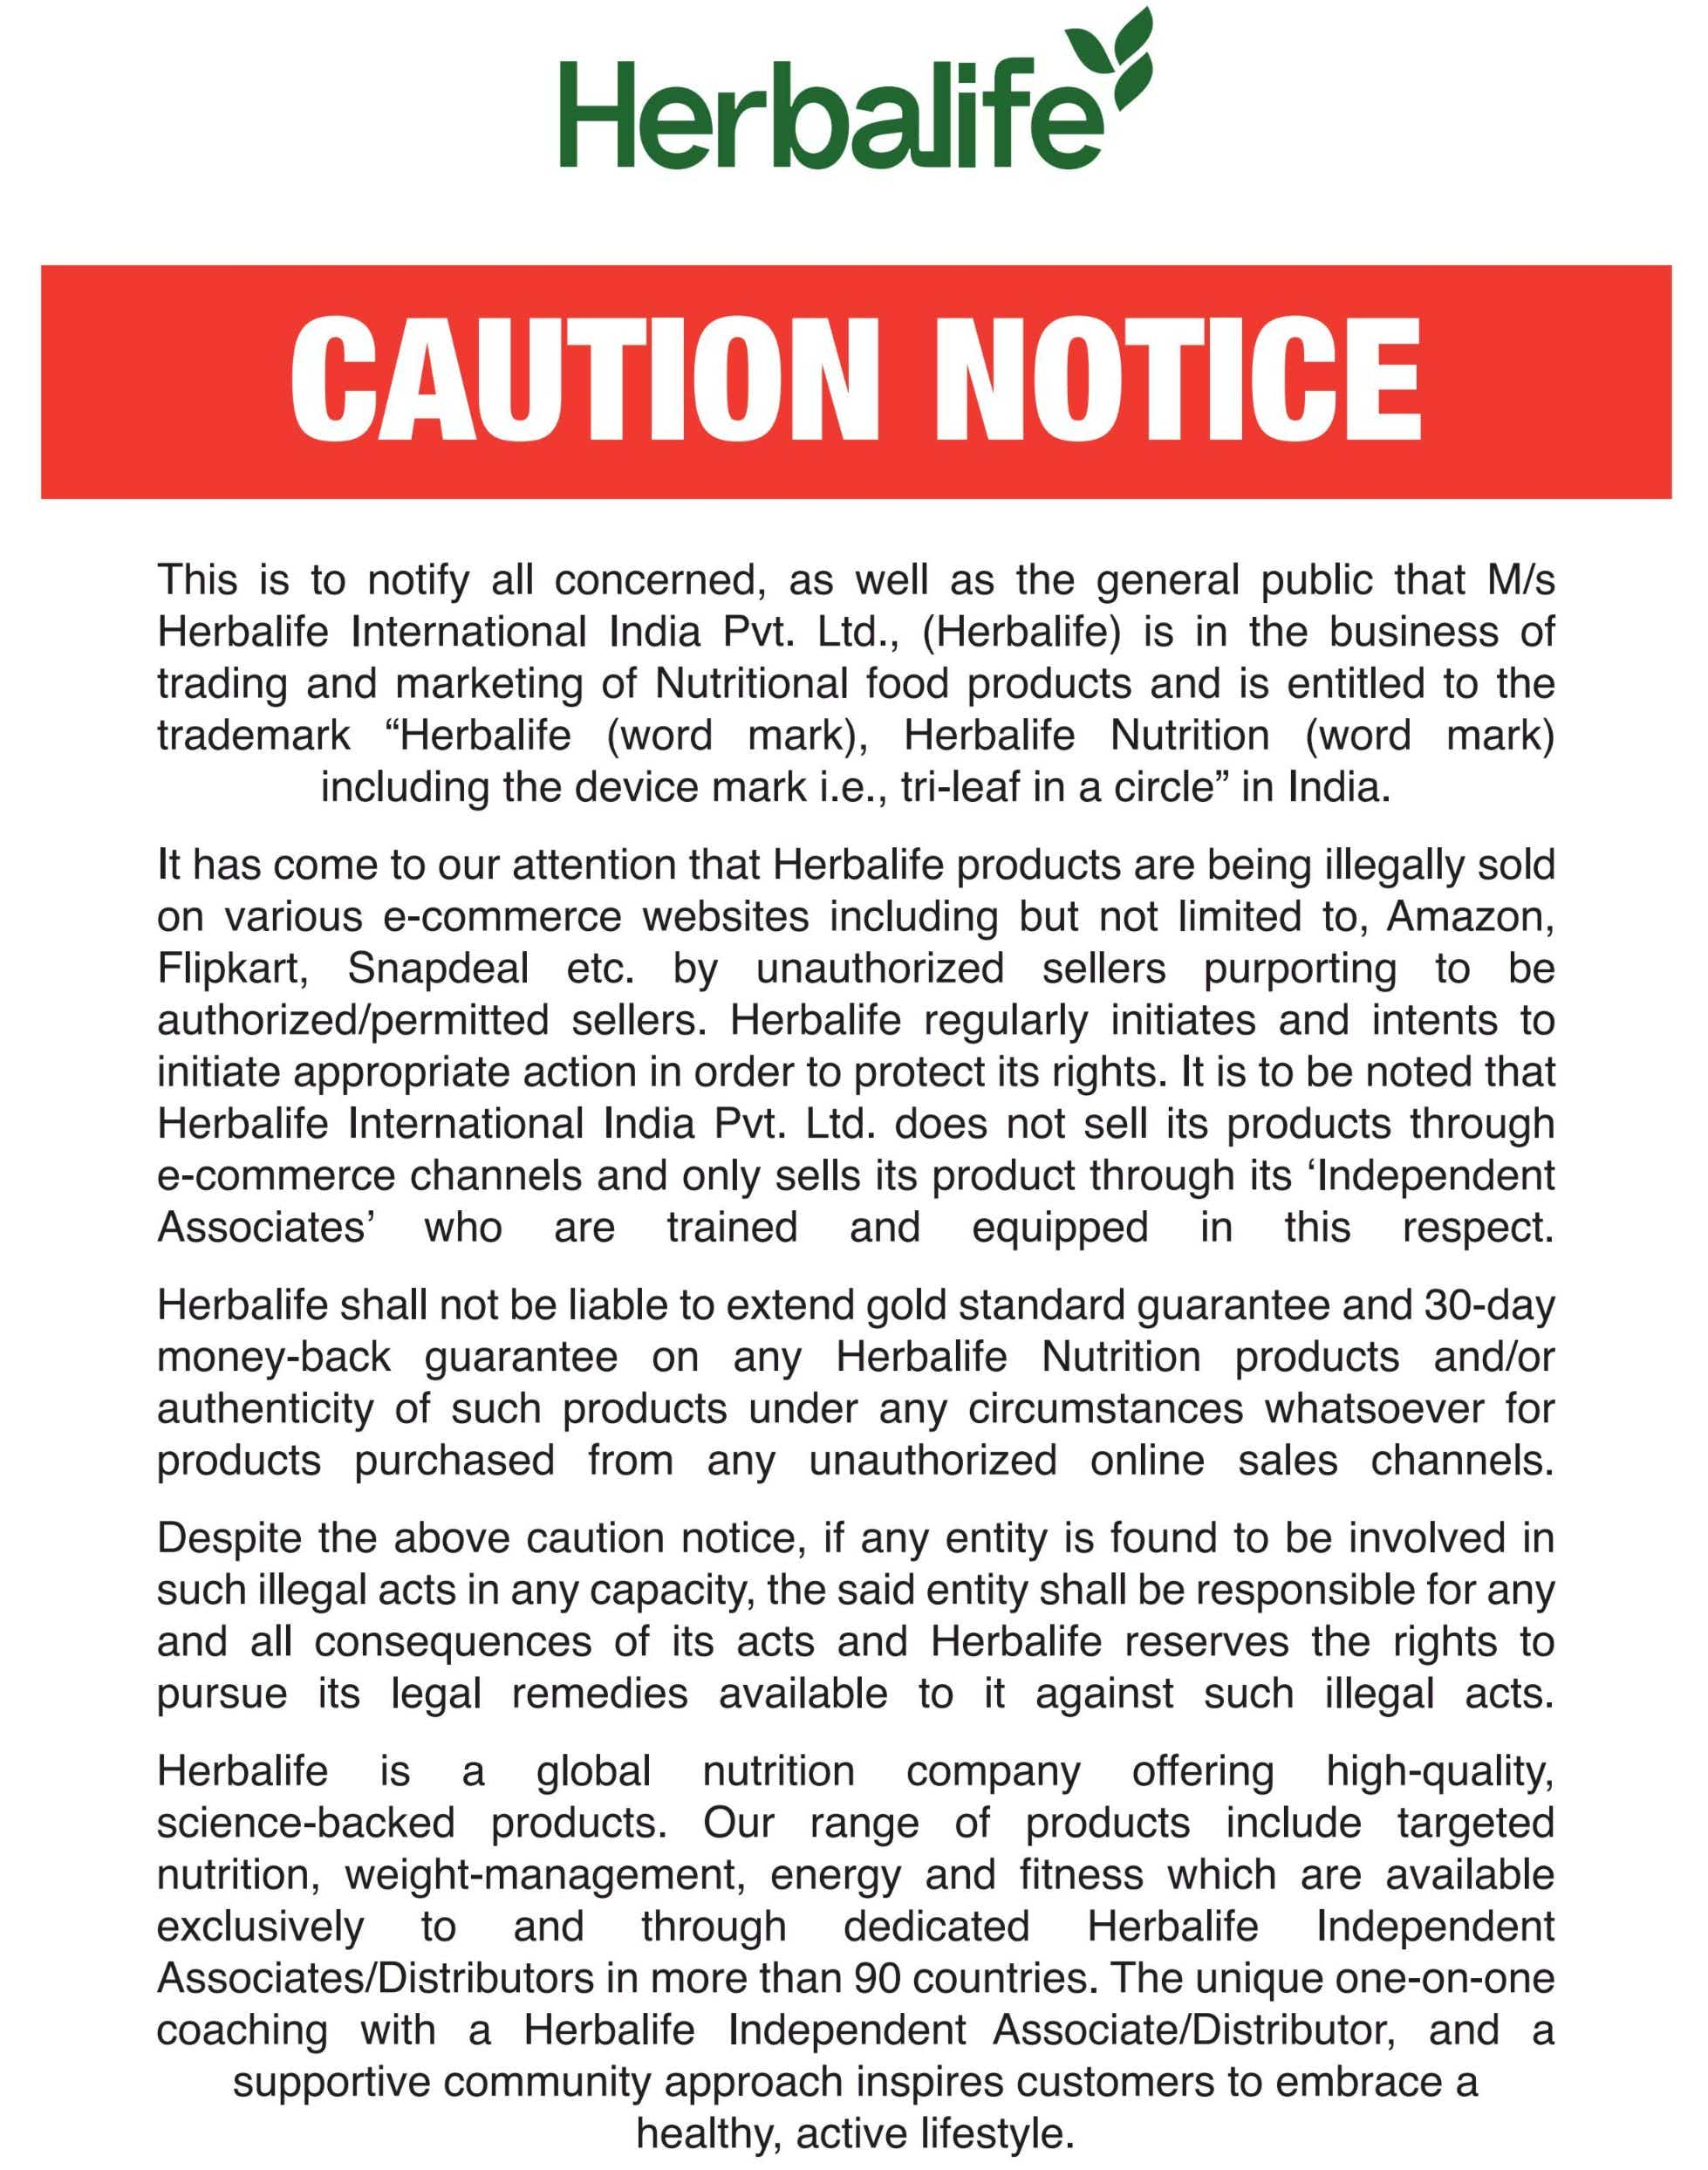 Herbalife
CAUTION NOTICE
This is to notify all concerned, as well as the general public that M/s
Herbalife International India Pvt. Ltd., (Herbalife) is in the business of
trading and marketing of Nutritional food products and is entitled to the
trademark “Herbalife (word mark), Herbalife Nutrition (word mark)
including the device mark i.e., tri-leaf in a circle” in India.
It has come to our attention that Herbalife products are being illegally sold
on various e-commerce websites including but not limited to, Amazon,
Flipkart, Snapdeal etc. by unauthorized sellers purporting to be
authorized/permitted sellers. Herbalife regularly initiates and intents to
initiate appropriate action in order to protect its rights. It is to be noted that
Herbalife International India Pvt. Ltd. does not sell its products through
e-commerce channels and only sells its product through its ‘Independent
Associates’ who are trained and equipped in this respect.
Herbalife shall not be liable to extend gold standard guarantee and 30-day
money-back guarantee on any Herbalife Nutrition products and/or
authenticity of such products under any circumstances whatsoever for
products purchased from any unauthorized online sales channels.
Despite the above caution notice, if any entity is found to be involved in
such illegal acts in any capacity, the said entity shall be responsible for any
and all consequences of its acts and Herbalife reserves the rights to
pursue its legal remedies available to it against such illegal acts.
Herbalife is a global nutrition company offering high-quality,
science-backed products. Our range of products include targeted
nutrition, weight-management, energy and fitness which are available
exclusively to and through dedicated Herbalife Independent
Associates/Distributors in more than 90 countries. The unique one-on-one
coaching with a Herbalife Independent Associate/Distributor, and a
supportive community approach inspires customers to embrace a
healthy, active lifestyle.